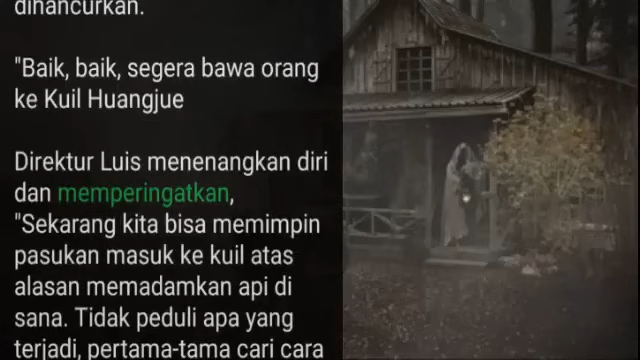 dihancurkan.
"Baik, baik, segera bawa orang
ke Kuil Huangjue
Direktur Luis menenangkan diri
dan memperingatkan,
"Sekarang kita bisa memimpin
pasukan masuk ke kuil atas
alasan memadamkan api di
sana. Tidak peduli apa yang
terjadi, pertama-tama cari cara